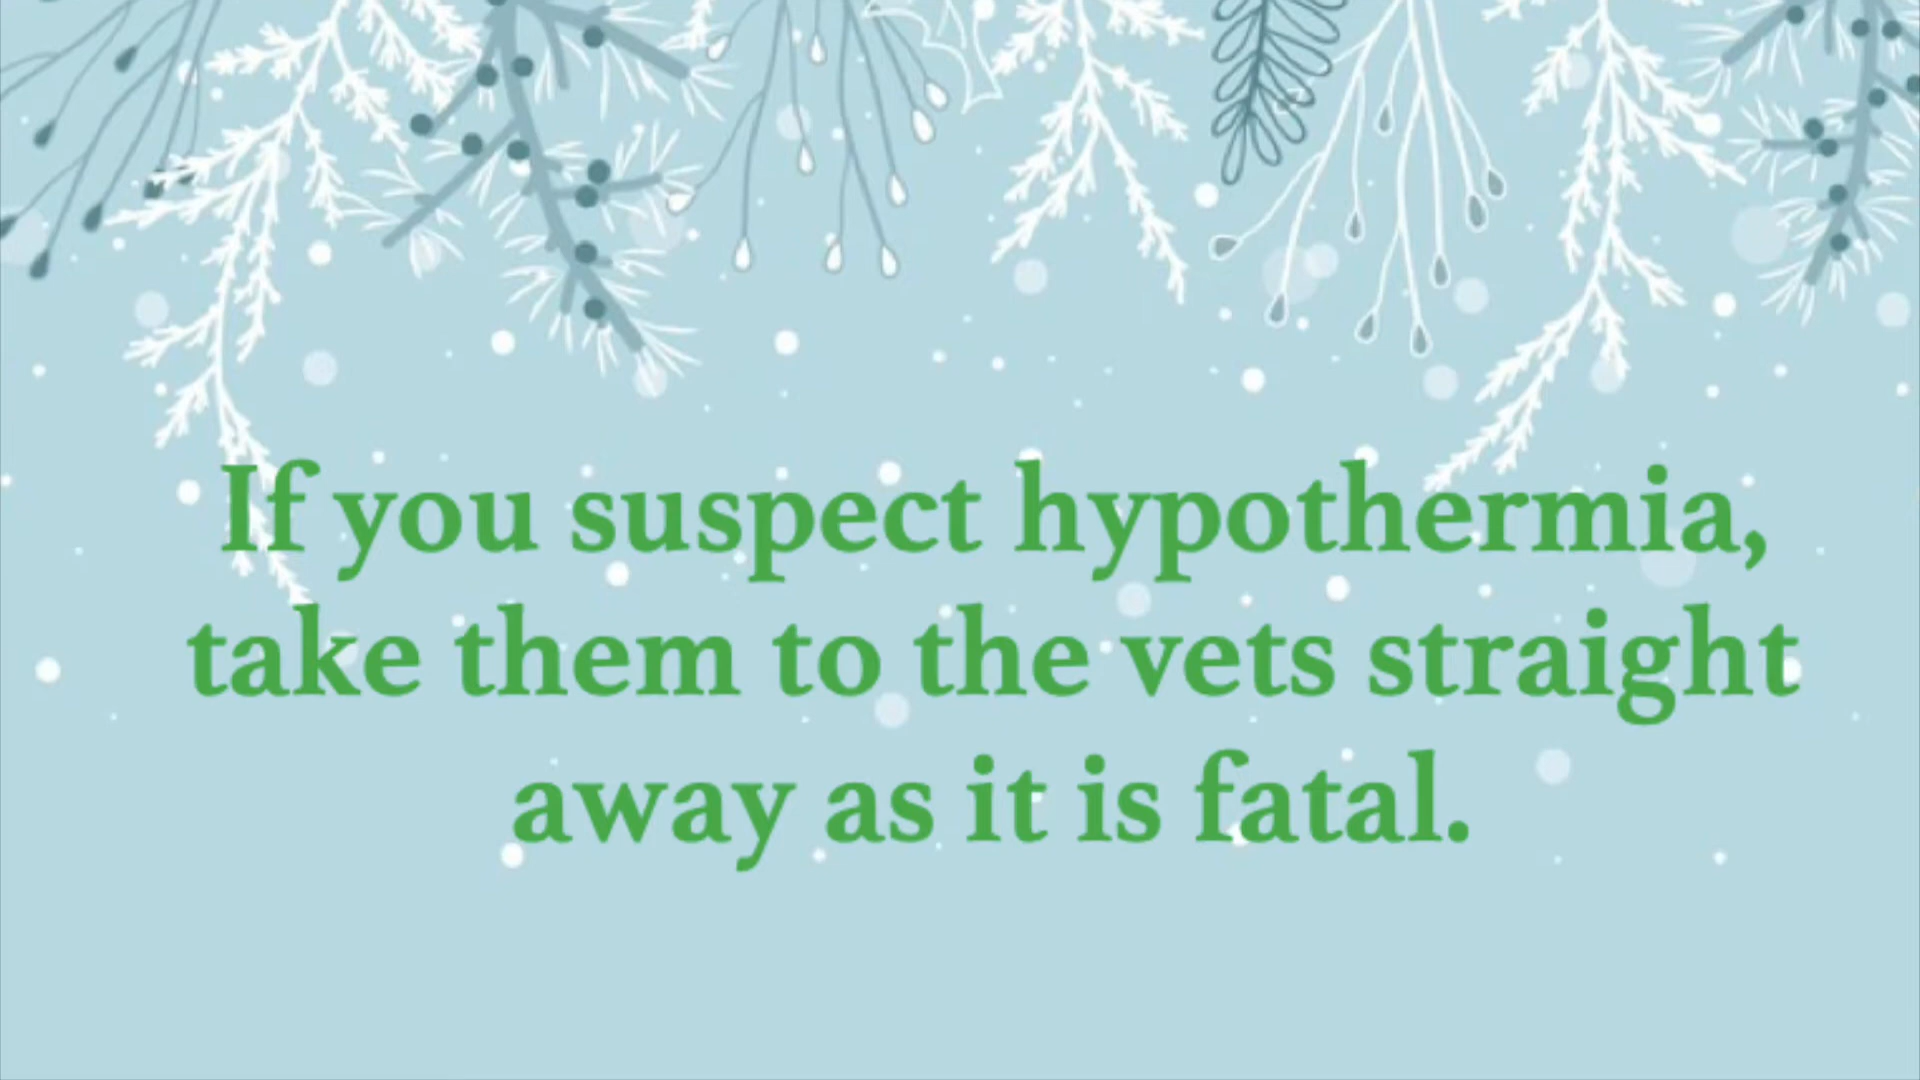 If you suspect hypothermia,
take them to the vets straight
away as it is fatal.